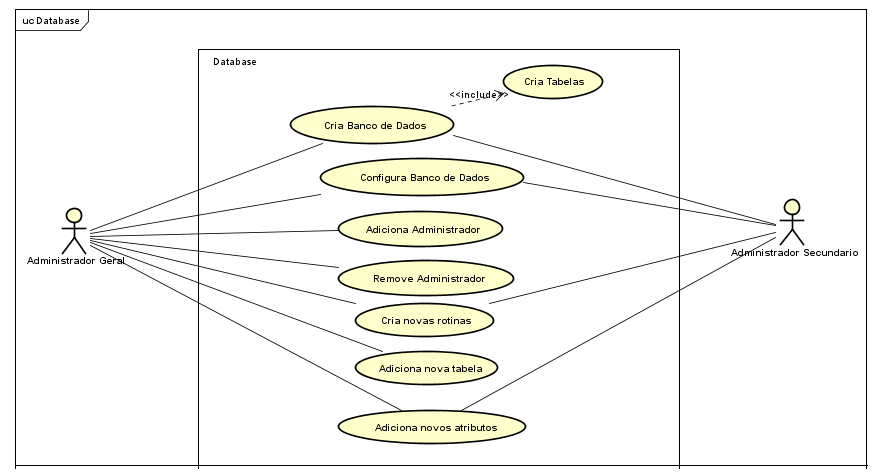 uc Database
Database
Cria Tabelas
<<include>>
Cria Banco de Dados
Configura Banco de Dados
Adiciona Administrador
Administrador Geral
Administrador Secundario
Remove Administrador
Cria novas rotinas
Adiciona nova tabela
Adiciona novos atributos